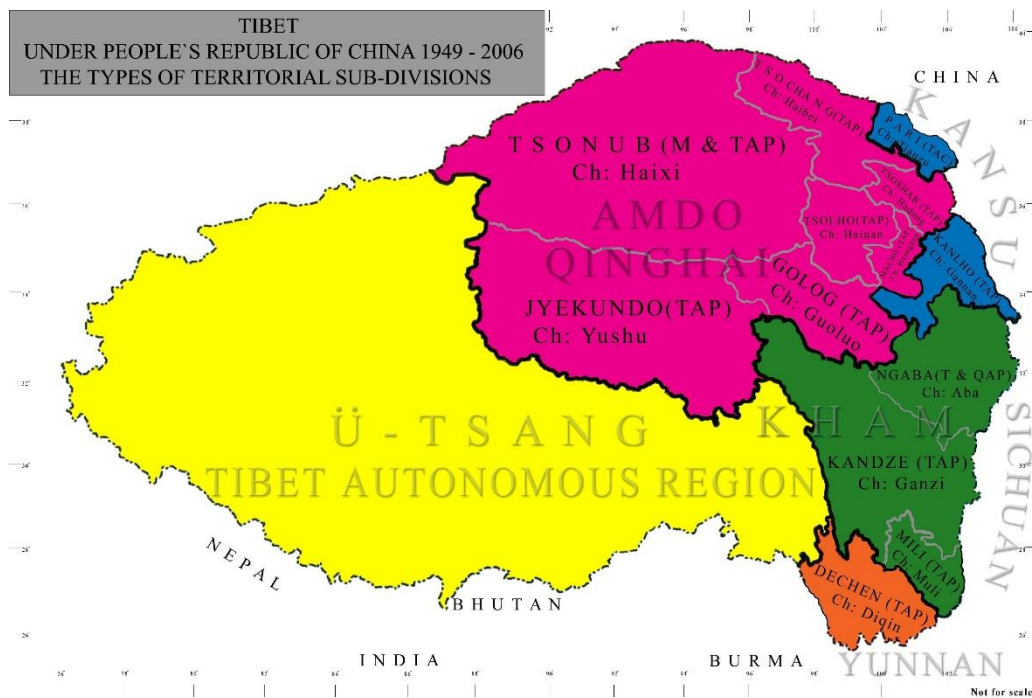 TIBET
UNDER PEOPLE`S REPUBLIC OF CHINA 1949 - 2006
THE TYPES OF TERRITORIAL SUB-DIVISIONS
CHINA
KANSU
TSOCHANG(TAP)
Ch: Haibei
PARI (TAC)
Ch: Tianzu
TSONUB (M & TAP)
Ch: Haixi
TSOSHAR (TAP)
TSOLHO(TAP)
Ch: Hainan
KANLHO (TAP)
Ch: Gannan
AMDO
QINGHAI
GOLOG (TAP)
Ch: Guoluo
JYEKUNDO(TAP)
Ch: Yushu
NGABA(T & QAP)
Ch: Aba
SICHUAN
Ü - TSANG
KHAM
TIBET AUTONOMOUS REGION
KANDZE (TAP)
Ch: Ganzi
MILI (TAP)
Ch: Muli
DECHEN (TAP)
Ch: Diqin
NEPAL
BHUTAN
INDIA
BURMA
YUNNAN
Not for scale